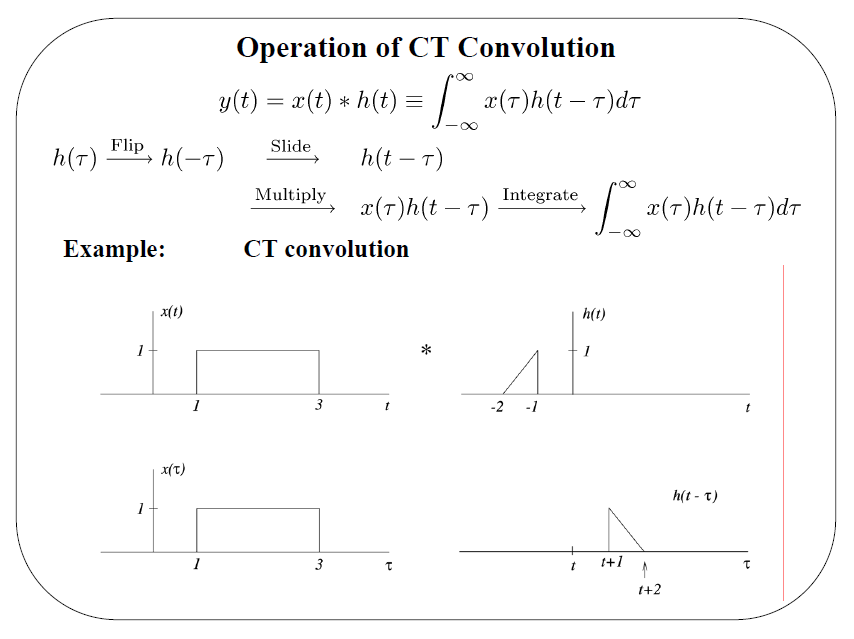 Operation of CT Convolution
y(t) = x(t) ∗ h(t) ≡ ∫_{−∞}^{∞} x(τ)h(t − τ)dτ
h(τ) —Flip→ h(−τ) —Slide→ h(t − τ)
—Multiply→ x(τ)h(t − τ) —Integrate→ ∫_{−∞}^{∞} x(τ)h(t − τ)dτ
Example: CT convolution
x(t)
1
1 3 t
*
h(t)
1
-2 -1 t
x(τ)
1
1 3 τ
h(t - τ)
t t+1 τ
t+2